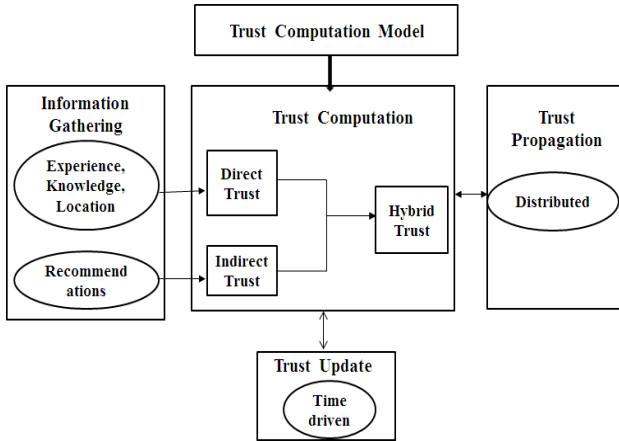 Trust Computation Model
Information
Gathering
Experience,
Knowledge,
Location
Recommend
ations
Trust Computation
Direct
Trust
Indirect
Trust
Hybrid
Trust
Trust
Propagation
Distributed
Trust Update
Time
driven